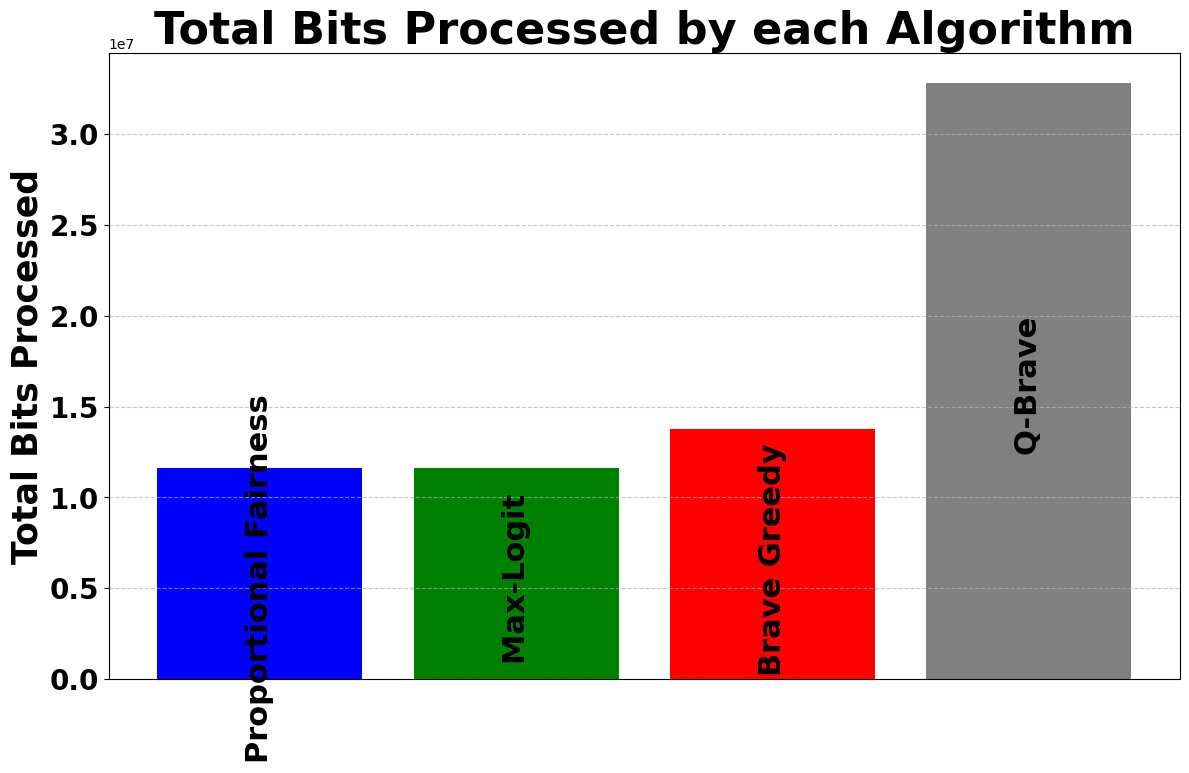 Total Bits Processed by each Algorithm
1e7
Total Bits Processed
3.0
2.5
2.0
1.5
1.0
0.5
0.0
Proportional Fairness
Max-Logit
Brave Greedy
Q-Brave